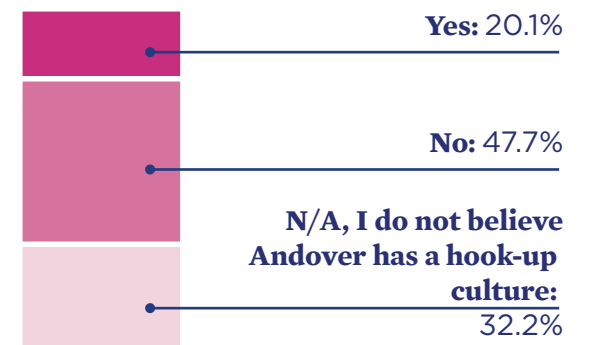 Yes: 20.1%
No: 47.7%
N/A, I do not believe
Andover has a hook-up
culture:
32.2%